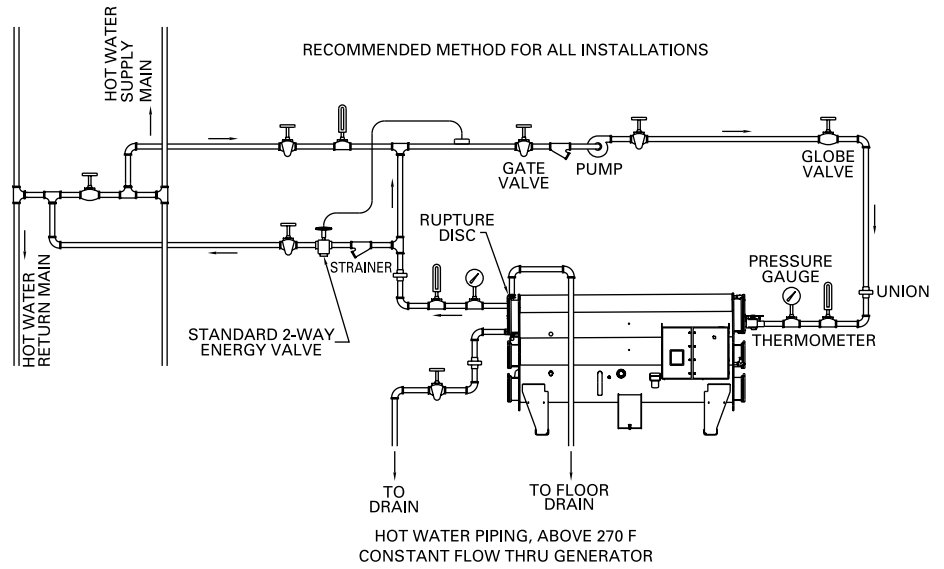 RECOMMENDED METHOD FOR ALL INSTALLATIONS
HOT WATER
SUPPLY
MAIN
GATE
VALVE
PUMP
GLOBE
VALVE
RUPTURE
DISC
PRESSURE
GAUGE
UNION
STRAINER
THERMOMETER
HOT WATER
RETURN MAIN
STANDARD 2-WAY
ENERGY VALVE
TO
DRAIN
TO FLOOR
DRAIN
HOT WATER PIPING, ABOVE 270 F
CONSTANT FLOW THRU GENERATOR